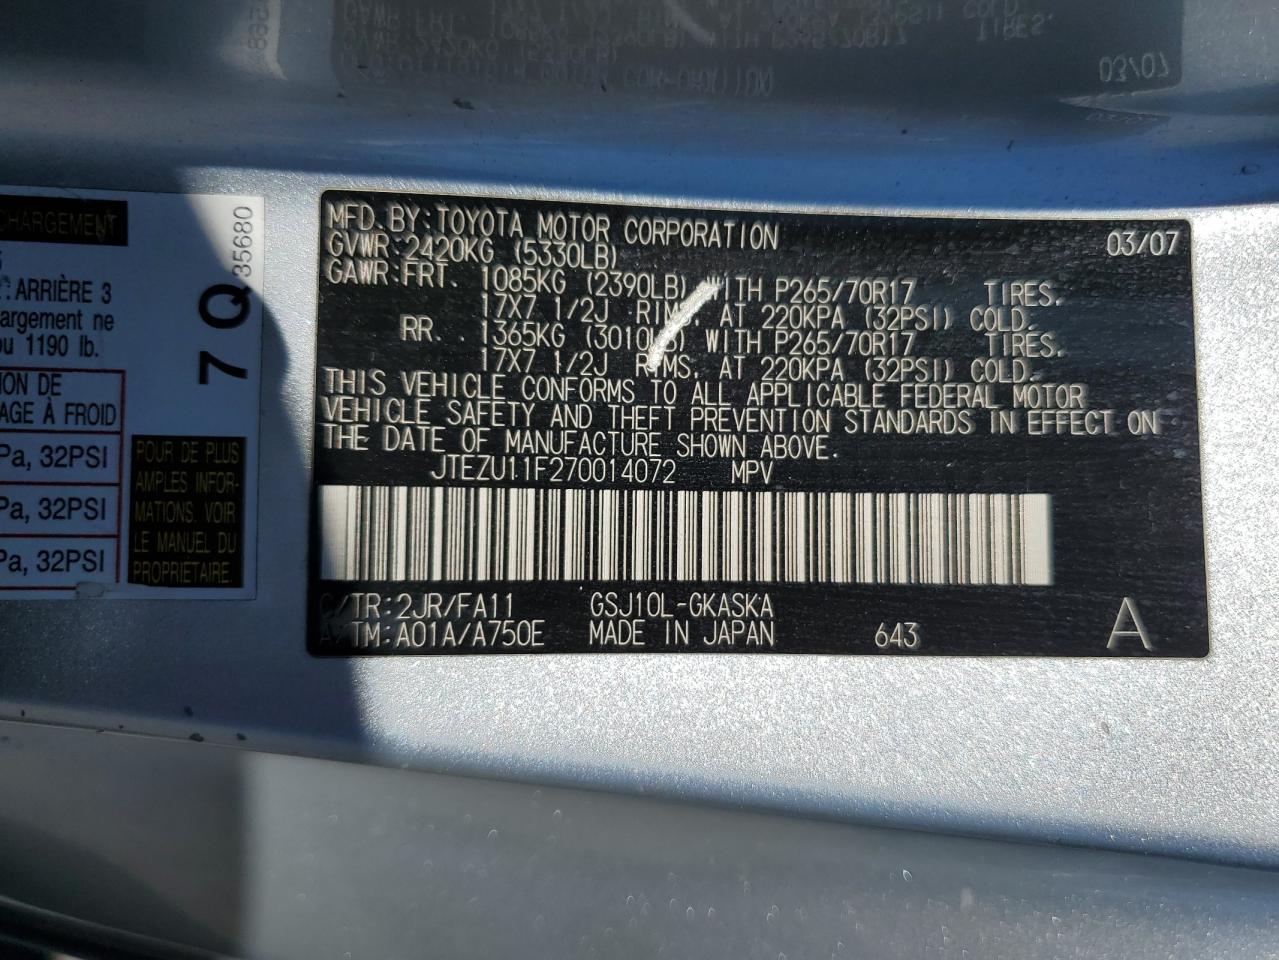 CHARGEMENT
ARRIÈRE 3
argement ne
ou 1190 lb.
ION DE
AGE À FROID
Pa, 32PSI
Pa, 32PSI
Pa, 32PSI
7 Q
35680
POUR DE PLUS
AMPLES INFOR-
MATIONS. VOIR
LE MANUEL DU
PROPRIETAIRE.
MFD. BY: TOYOTA MOTOR CORPORATION 03/07
GVWR: 2420KG (5330LB)
GAWR: FRT. 1085KG (2390LB) WITH P265/70R17 TIRES.
17X7 1/2J RIMS, AT 220KPA (32PSI) COLD.
RR. 1365KG (3010LB) WITH P265/70R17 TIRES.
17X7 1/2J RIMS, AT 220KPA (32PSI) COLD.
THIS VEHICLE CONFORMS TO ALL APPLICABLE FEDERAL MOTOR
VEHICLE SAFETY AND THEFT PREVENTION STANDARDS IN EFFECT ON
THE DATE OF MANUFACTURE SHOWN ABOVE.
JTEZU11F270014072 MPV
C/TR: 2JR/FA11 GSJ10L-GKASKA
A/TM: A01A/A750E MADE IN JAPAN 643 A